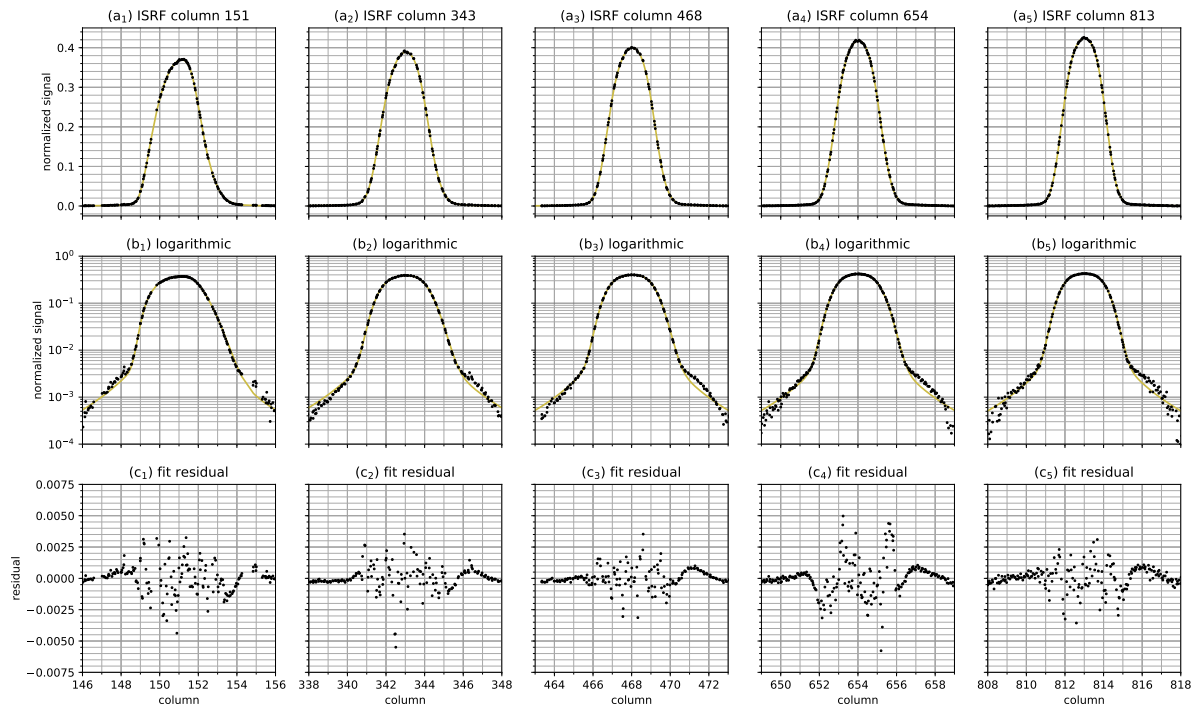 (a₁) ISRF column 151
(a₂) ISRF column 343
(a₃) ISRF column 468
(a₄) ISRF column 654
(a₅) ISRF column 813
normalized signal
0.4
0.3
0.2
0.1
0.0
(b₁) logarithmic
(b₂) logarithmic
(b₃) logarithmic
(b₄) logarithmic
(b₅) logarithmic
normalized signal
10⁰
10⁻¹
10⁻²
10⁻³
10⁻⁴
(c₁) fit residual
(c₂) fit residual
(c₃) fit residual
(c₄) fit residual
(c₅) fit residual
residual
0.0075
0.0050
0.0025
0.0000
−0.0025
−0.0050
−0.0075
146 148 150 152 154 156
338 340 342 344 346 348
464 466 468 470 472
650 652 654 656 658
808 810 812 814 816 818
column
column
column
column
column